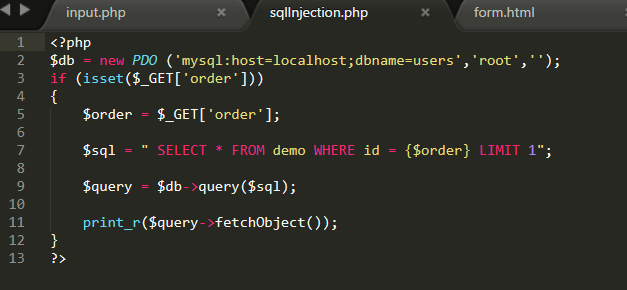 input.php × sqlInjection.php × form.html
1 <?php
2 $db = new PDO ('mysql:host=localhost;dbname=users','root','');
3 if (isset($_GET['order']))
4 {
5     $order = $_GET['order'];
6
7     $sql = " SELECT * FROM demo WHERE id = {$order} LIMIT 1";
8
9     $query = $db->query($sql);
10
11     print_r($query->fetchObject());
12 }
13 ?>